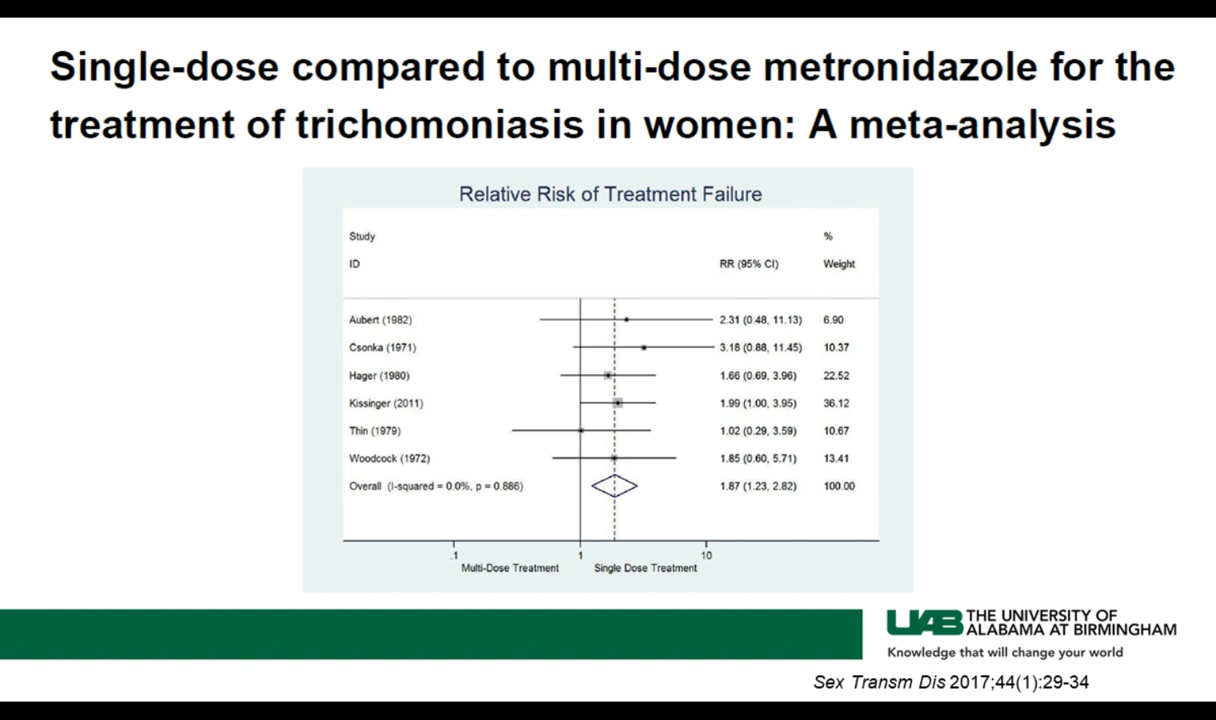 Single-dose compared to multi-dose metronidazole for the
treatment of trichomoniasis in women: A meta-analysis
Relative Risk of Treatment Failure
Study %
ID RR (95% CI) Weight
Aubert (1982) 2.31 (0.48, 11.13) 6.90
Csonka (1971) 3.18 (0.88, 11.45) 10.37
Hager (1980) 1.66 (0.69, 3.96) 22.52
Kissinger (2011) 1.99 (1.00, 3.95) 36.12
Thin (1979) 1.02 (0.29, 3.59) 10.67
Woodcock (1972) 1.85 (0.60, 5.71) 13.41
Overall (I-squared = 0.0%, p = 0.886) 1.87 (1.23, 2.82) 100.00
.1 1 10
Multi-Dose Treatment Single Dose Treatment
UAB THE UNIVERSITY OF
ALABAMA AT BIRMINGHAM
Knowledge that will change your world
Sex Transm Dis 2017;44(1):29-34